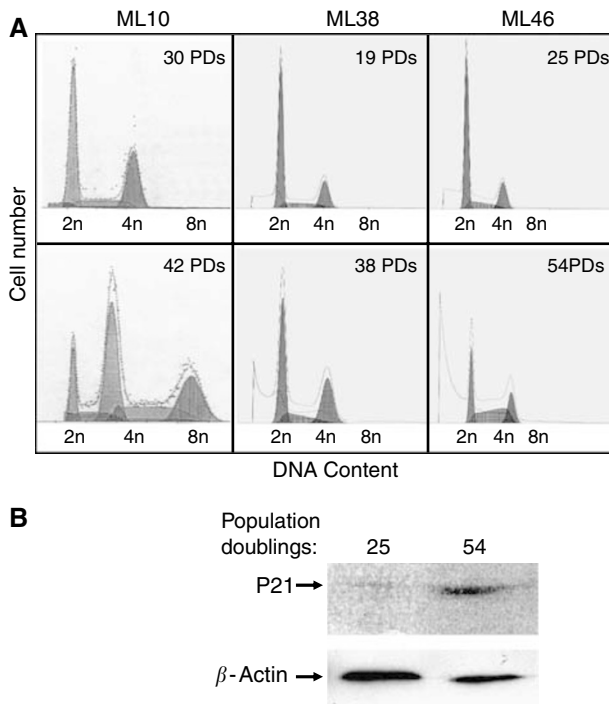 A
ML10 ML38 ML46
30 PDs 19 PDs 25 PDs
2n 4n 8n 2n 4n 8n 2n 4n 8n
42 PDs 38 PDs 54PDs
2n 4n 8n 2n 4n 8n 2n 4n 8n
Cell number
DNA Content
B
Population
doublings: 25 54
P21
β-Actin